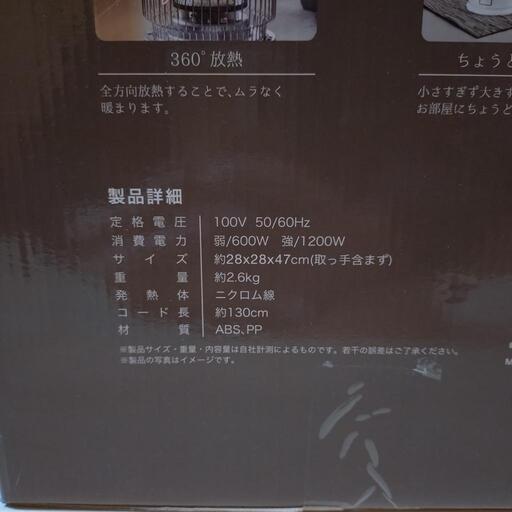 360°放熱
全方向放熱することで、ムラなく
暖まります。
ちょうど
小さすぎず大きす
お部屋にちょうど
製品詳細
定格電圧 100V 50/60Hz
消費電力 弱/600W 強/1200W
サイズ 約28x28x47cm(取っ手含まず)
重量 約2.6kg
発熱体 ニクロム線
コード長 約130cm
材質 ABS,PP
※製品サイズ・重量・内容量は自社計測によるものです。若干の誤差はご了承ください。
※製品の写真はイメージです。